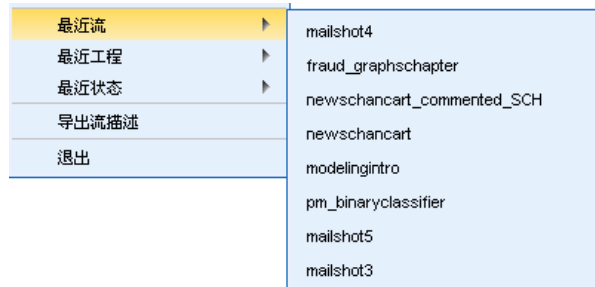 最近流
最近工程
最近状态
导出流描述
退出
mailshot4
fraud_graphschapter
newschancart_commented_SCH
newschancart
modelingintro
pm_binaryclassifier
mailshot5
mailshot3